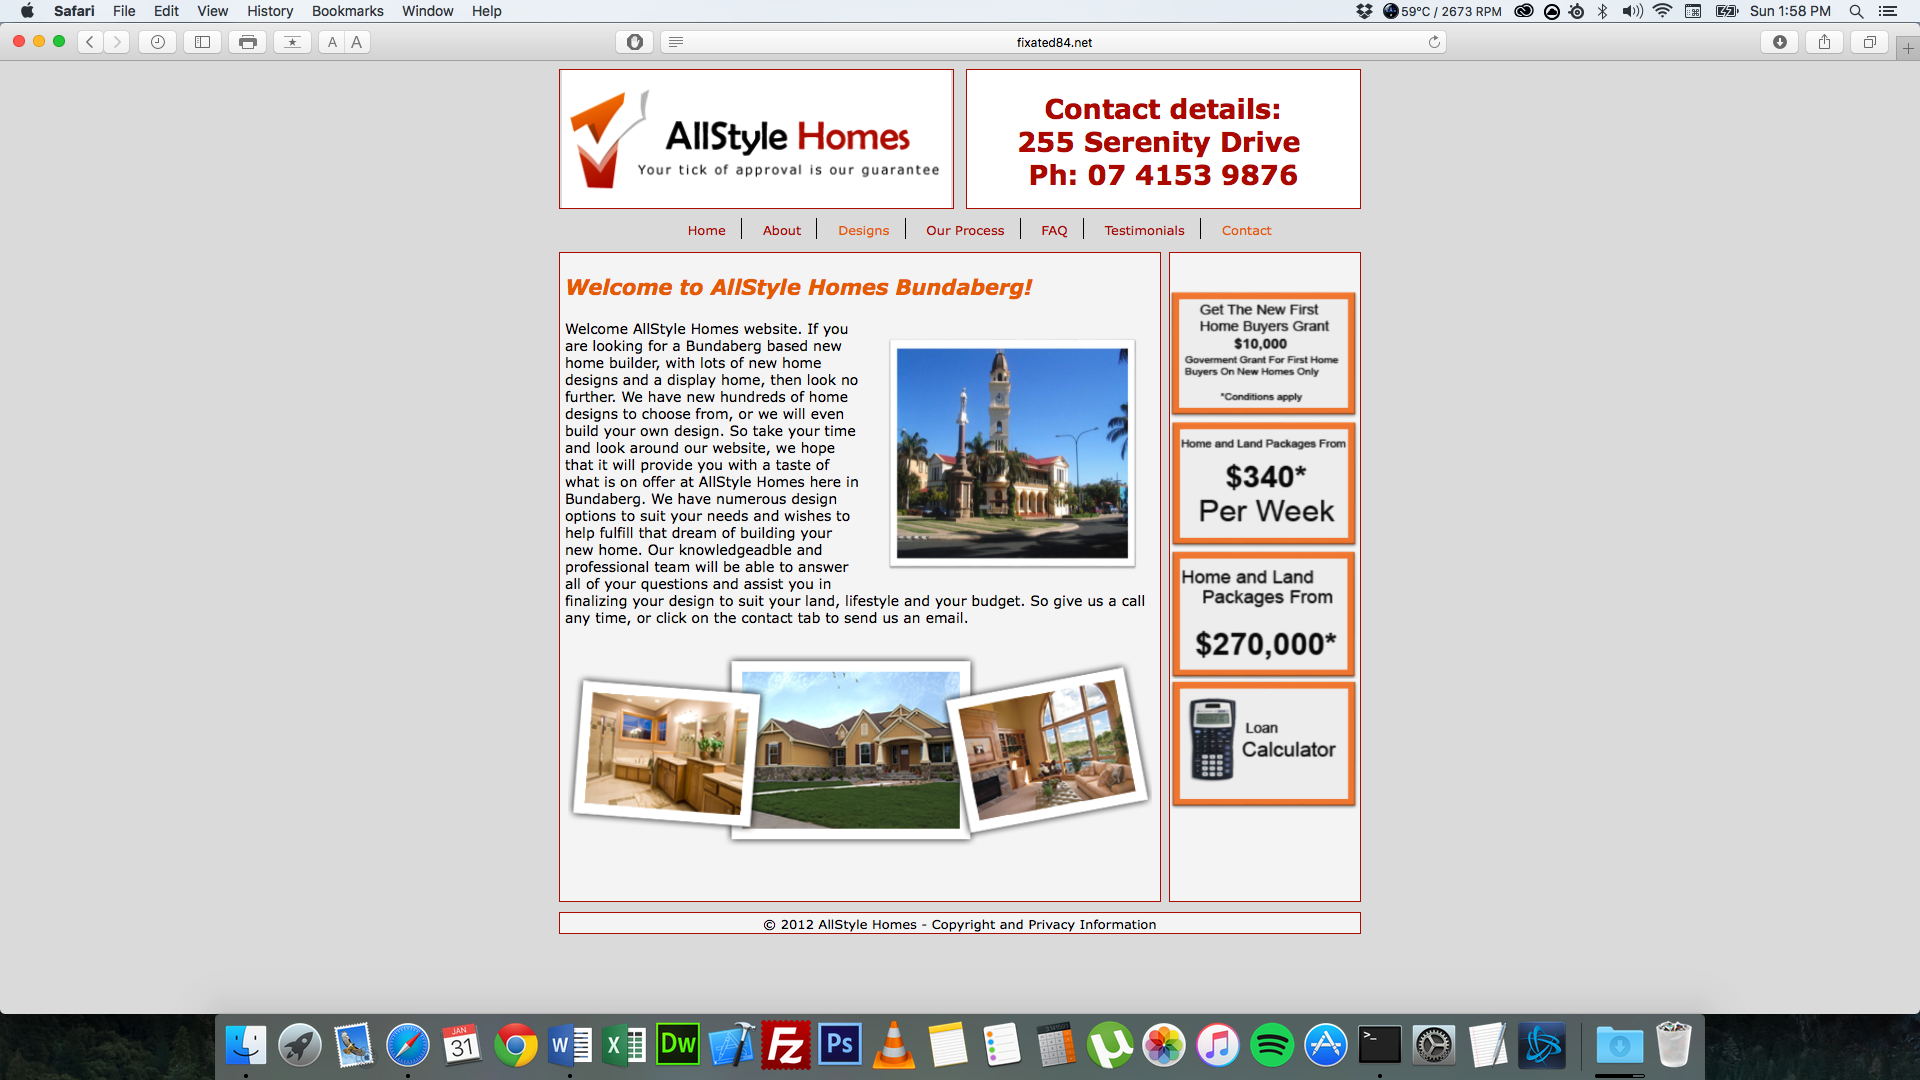 Safari File Edit View History Bookmarks Window Help
59°C / 2673 RPM
Sun 1:58 PM
A A
fixated84.net
AllStyle Homes
Your tick of approval is our guarantee
Contact details:
255 Serenity Drive
Ph: 07 4153 9876
Home
About
Designs
Our Process
FAQ
Testimonials
Contact
Welcome to AllStyle Homes Bundaberg!
Welcome AllStyle Homes website. If you
are looking for a Bundaberg based new
home builder, with lots of new home
designs and a display home, then look no
further. We have new hundreds of home
designs to choose from, or we will even
build your own design. So take your time
and look around our website, we hope
that it will provide you with a taste of
what is on offer at AllStyle Homes here in
Bundaberg. We have numerous design
options to suit your needs and wishes to
help fulfill that dream of building your
new home. Our knowledgeadble and
professional team will be able to answer
all of your questions and assist you in
finalizing your design to suit your land, lifestyle and your budget. So give us a call
any time, or click on the contact tab to send us an email.
Get The New First
Home Buyers Grant
$10,000
Goverment Grant For First Home
Buyers On New Homes Only
*Conditions apply
Home and Land Packages From
$340*
Per Week
Home and Land
Packages From
$270,000*
Loan
Calculator
© 2012 AllStyle Homes - Copyright and Privacy Information
JAN
31
W
X
Dw
Fz
Ps
>_